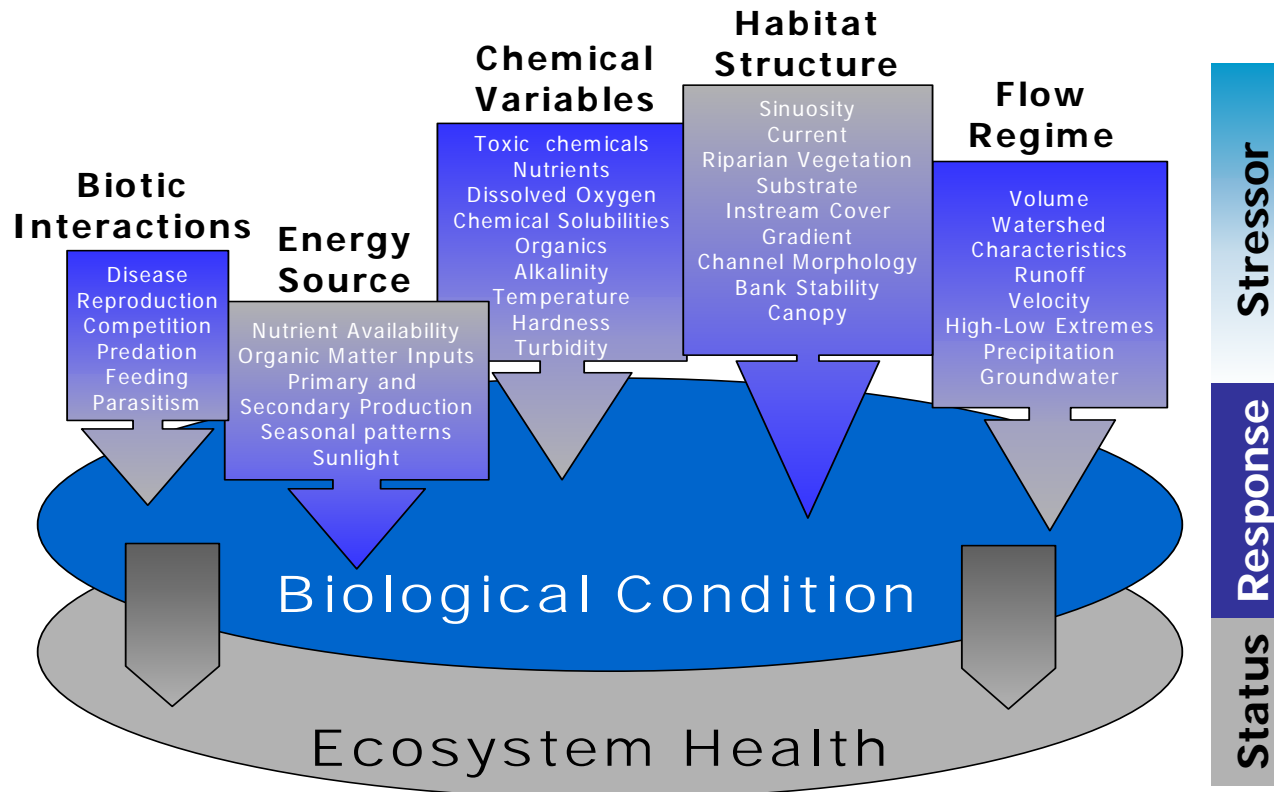 Biotic
Interactions
Disease
Reproduction
Competition
Predation
Feeding
Parasitism
Energy
Source
Nutrient Availability
Organic Matter Inputs
Primary and
Secondary Production
Seasonal patterns
Sunlight
Chemical
Variables
Toxic chemicals
Nutrients
Dissolved Oxygen
Chemical Solubilities
Organics
Alkalinity
Temperature
Hardness
Turbidity
Habitat
Structure
Sinuosity
Current
Riparian Vegetation
Substrate
Instream Cover
Gradient
Channel Morphology
Bank Stability
Canopy
Flow
Regime
Volume
Watershed
Characteristics
Runoff
Velocity
High-Low Extremes
Precipitation
Groundwater
Biological Condition
Ecosystem Health
Stressor
Response
Status